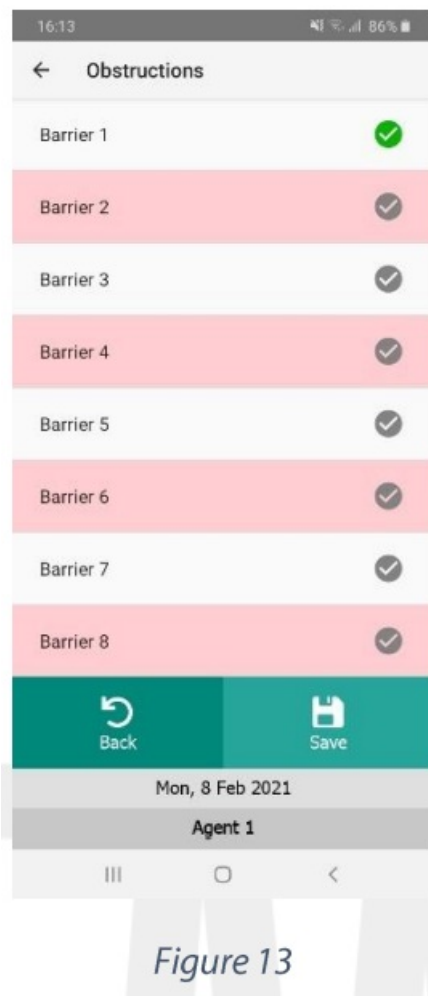 16:13 86%
Obstructions
Barrier 1
Barrier 2
Barrier 3
Barrier 4
Barrier 5
Barrier 6
Barrier 7
Barrier 8
Back Save
Mon, 8 Feb 2021
Agent 1
Figure 13